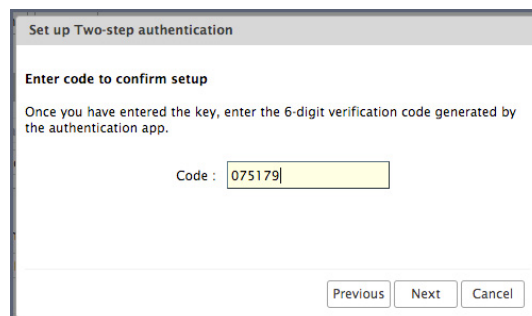 Set up Two-step authentication
Enter code to confirm setup
Once you have entered the key, enter the 6-digit verification code generated by
the authentication app.
Code : 075179
Previous Next Cancel